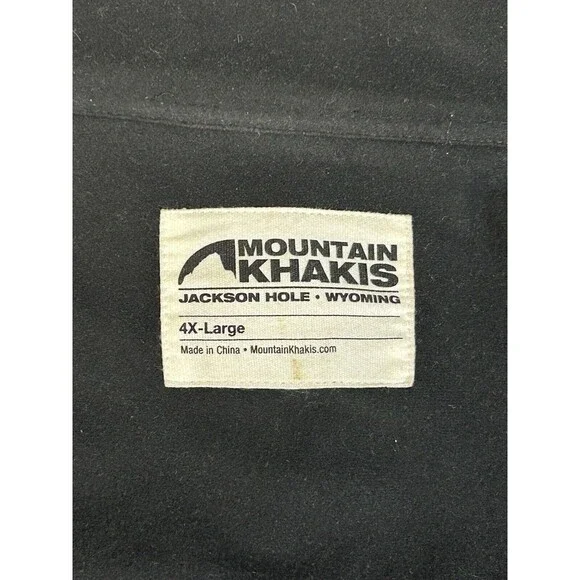 MOUNTAIN
KHAKIS
JACKSON HOLE • WYOMING
4X-Large
Made in China • MountainKhakis.com